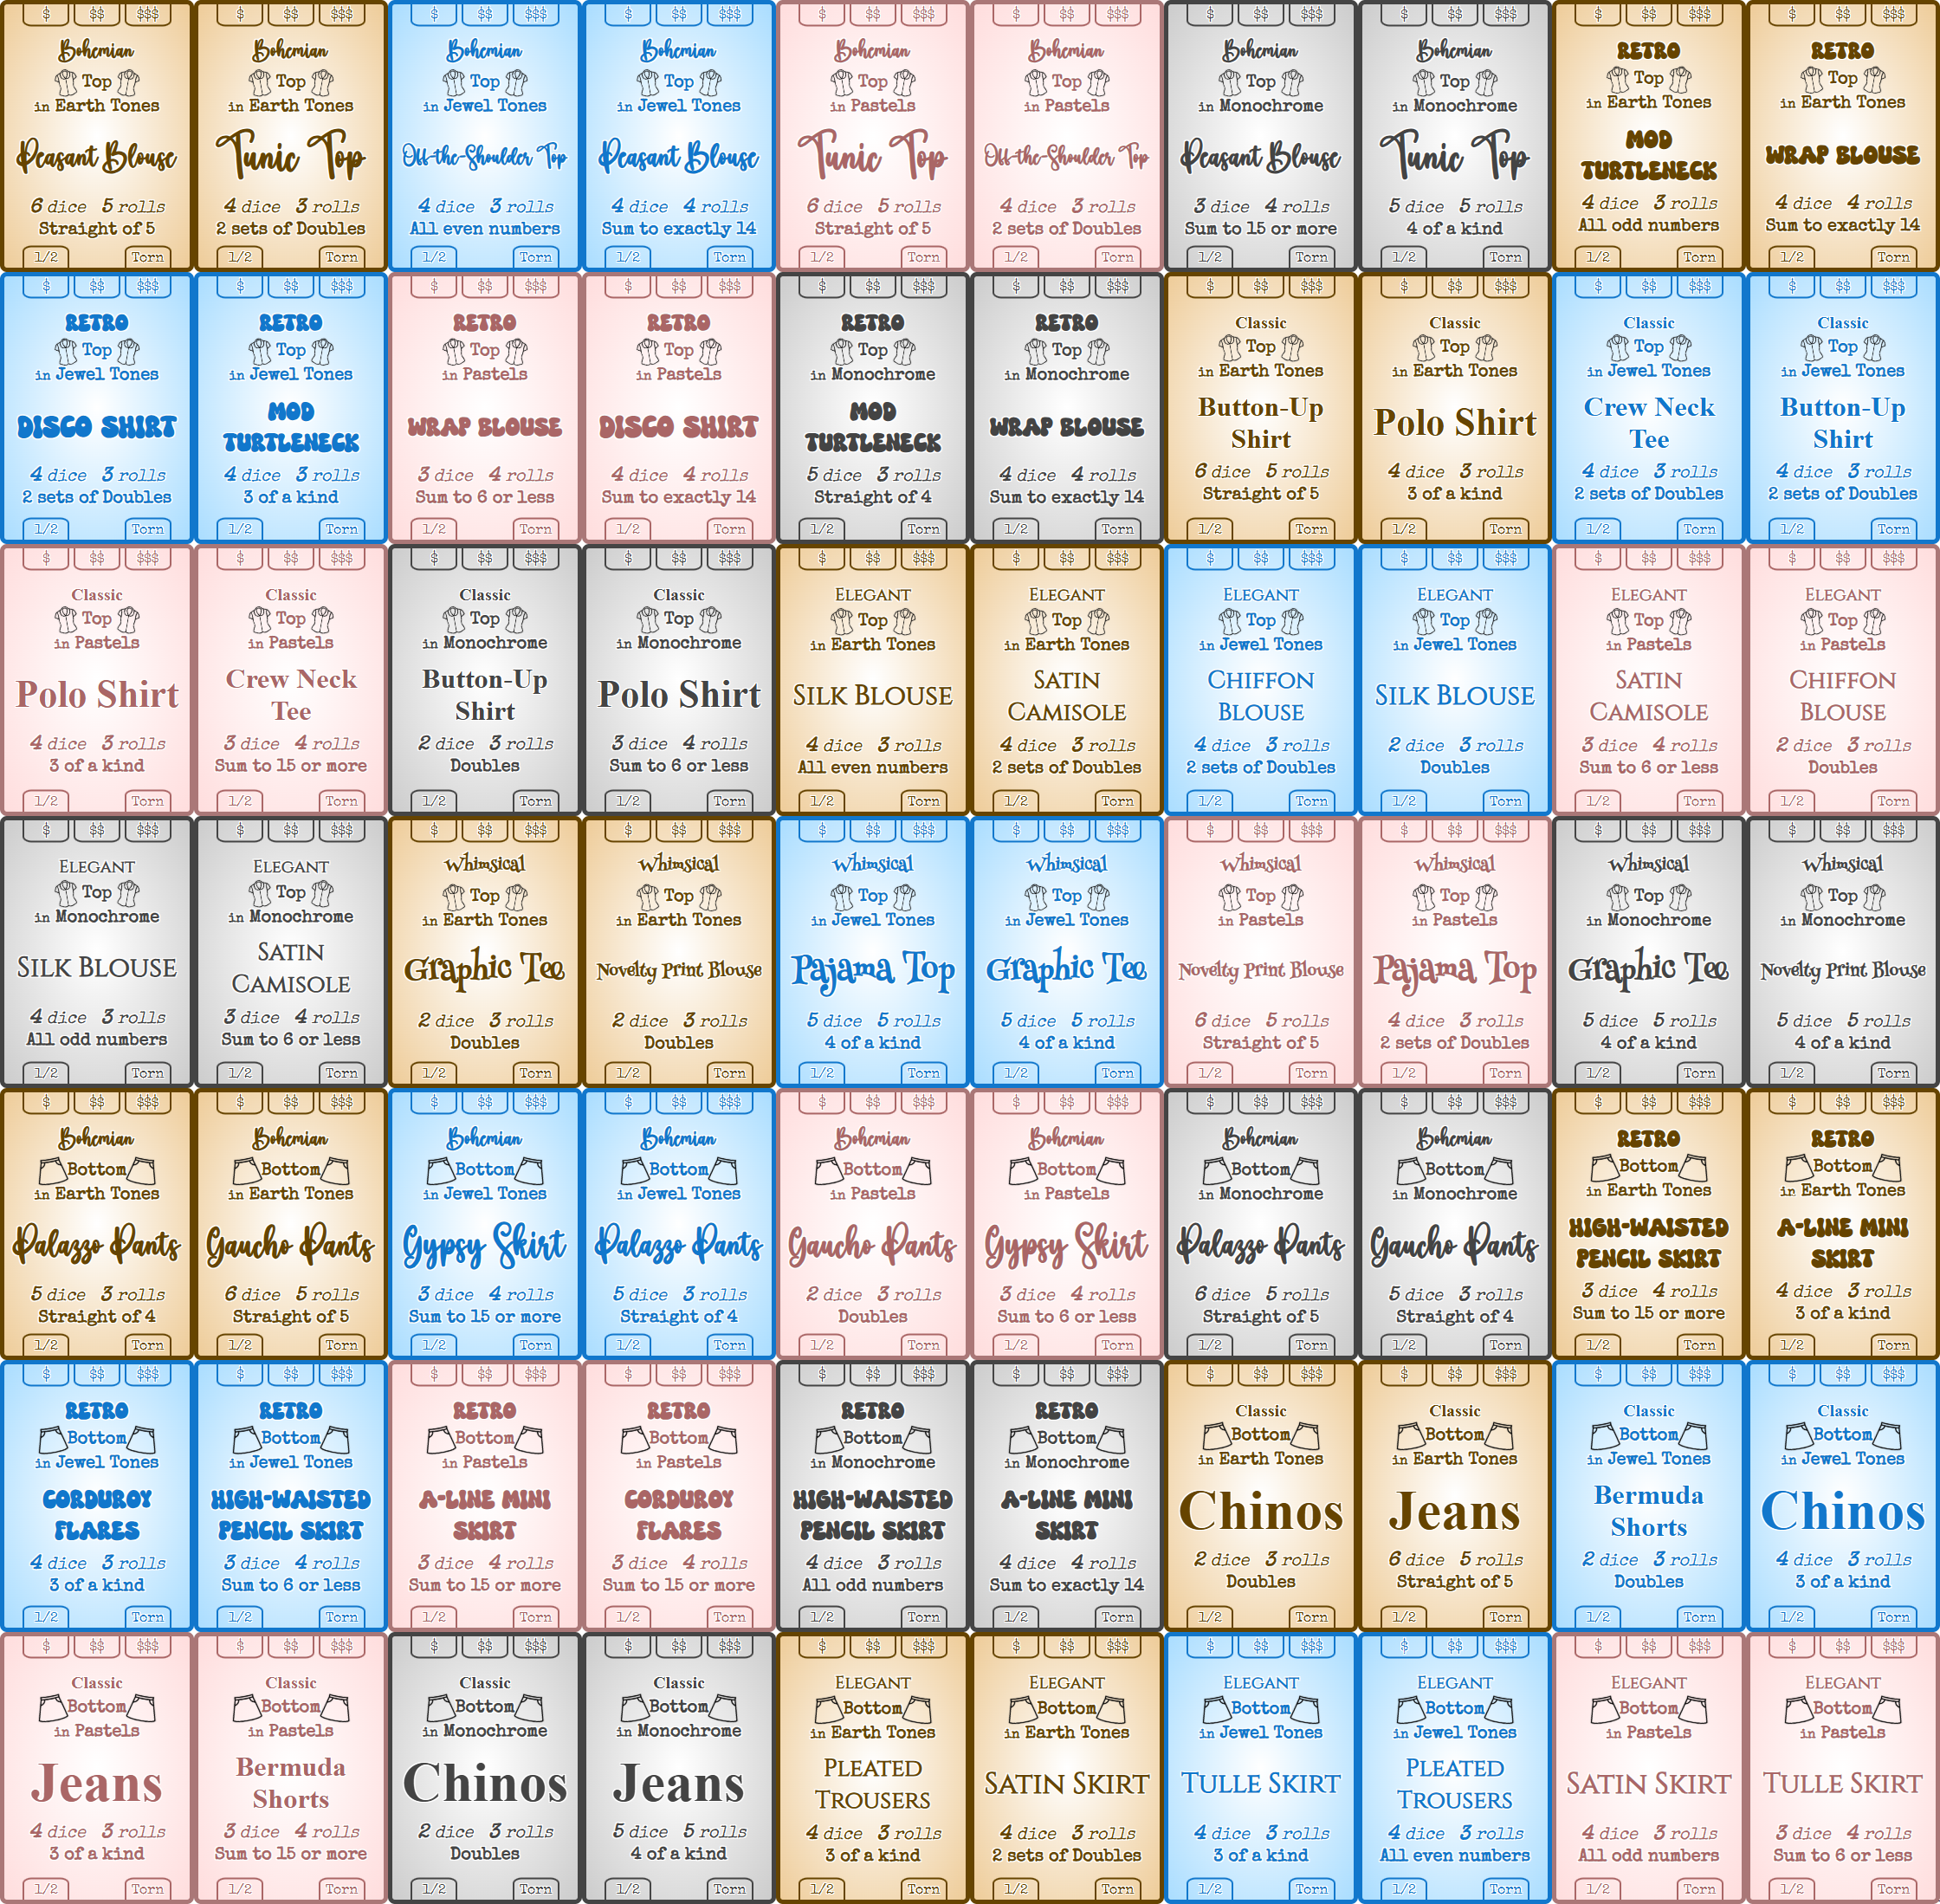 $ $$ $$$
Bohemian
Top
in Earth Tones
Peasant Blouse
6 dice 5 rolls
Straight of 5
1/2 Torn
$ $$ $$$
Bohemian
Top
in Earth Tones
Tunic Top
4 dice 3 rolls
2 sets of Doubles
1/2 Torn
$ $$ $$$
Bohemian
Top
in Jewel Tones
Off-the-Shoulder Top
4 dice 3 rolls
All even numbers
1/2 Torn
$ $$ $$$
Bohemian
Top
in Jewel Tones
Peasant Blouse
4 dice 4 rolls
Sum to exactly 14
1/2 Torn
$ $$ $$$
Bohemian
Top
in Pastels
Tunic Top
6 dice 5 rolls
Straight of 5
1/2 Torn
$ $$ $$$
Bohemian
Top
in Pastels
Off-the-Shoulder Top
4 dice 3 rolls
2 sets of Doubles
1/2 Torn
$ $$ $$$
Bohemian
Top
in Monochrome
Peasant Blouse
3 dice 4 rolls
Sum to 15 or more
1/2 Torn
$ $$ $$$
Bohemian
Top
in Monochrome
Tunic Top
5 dice 5 rolls
4 of a kind
1/2 Torn
$ $$ $$$
RETRO
Top
in Earth Tones
MOD
TURTLENECK
4 dice 3 rolls
All odd numbers
1/2 Torn
$ $$ $$$
RETRO
Top
in Earth Tones
WRAP BLOUSE
4 dice 4 rolls
Sum to exactly 14
1/2 Torn
$ $$ $$$
RETRO
Top
in Jewel Tones
DISCO SHIRT
4 dice 3 rolls
2 sets of Doubles
1/2 Torn
$ $$ $$$
RETRO
Top
in Jewel Tones
MOD
TURTLENECK
4 dice 3 rolls
3 of a kind
1/2 Torn
$ $$ $$$
RETRO
Top
in Pastels
WRAP BLOUSE
3 dice 4 rolls
Sum to 6 or less
1/2 Torn
$ $$ $$$
RETRO
Top
in Pastels
DISCO SHIRT
4 dice 4 rolls
Sum to exactly 14
1/2 Torn
$ $$ $$$
RETRO
Top
in Monochrome
MOD
TURTLENECK
5 dice 3 rolls
Straight of 4
1/2 Torn
$ $$ $$$
RETRO
Top
in Monochrome
WRAP BLOUSE
4 dice 4 rolls
Sum to exactly 14
1/2 Torn
$ $$ $$$
Classic
Top
in Earth Tones
Button-Up
Shirt
6 dice 5 rolls
Straight of 5
1/2 Torn
$ $$ $$$
Classic
Top
in Earth Tones
Polo Shirt
4 dice 3 rolls
3 of a kind
1/2 Torn
$ $$ $$$
Classic
Top
in Jewel Tones
Crew Neck
Tee
4 dice 3 rolls
2 sets of Doubles
1/2 Torn
$ $$ $$$
Classic
Top
in Jewel Tones
Button-Up
Shirt
4 dice 3 rolls
2 sets of Doubles
1/2 Torn
$ $$ $$$
Classic
Top
in Pastels
Polo Shirt
4 dice 3 rolls
3 of a kind
1/2 Torn
$ $$ $$$
Classic
Top
in Pastels
Crew Neck
Tee
3 dice 4 rolls
Sum to 15 or more
1/2 Torn
$ $$ $$$
Classic
Top
in Monochrome
Button-Up
Shirt
2 dice 3 rolls
Doubles
1/2 Torn
$ $$ $$$
Classic
Top
in Monochrome
Polo Shirt
3 dice 4 rolls
Sum to 6 or less
1/2 Torn
$ $$ $$$
ELEGANT
Top
in Earth Tones
SILK BLOUSE
4 dice 3 rolls
All even numbers
1/2 Torn
$ $$ $$$
ELEGANT
Top
in Earth Tones
SATIN
CAMISOLE
4 dice 3 rolls
2 sets of Doubles
1/2 Torn
$ $$ $$$
ELEGANT
Top
in Jewel Tones
CHIFFON
BLOUSE
4 dice 3 rolls
2 sets of Doubles
1/2 Torn
$ $$ $$$
ELEGANT
Top
in Jewel Tones
SILK BLOUSE
2 dice 3 rolls
Doubles
1/2 Torn
$ $$ $$$
ELEGANT
Top
in Pastels
SATIN
CAMISOLE
3 dice 4 rolls
Sum to 6 or less
1/2 Torn
$ $$ $$$
ELEGANT
Top
in Pastels
CHIFFON
BLOUSE
2 dice 3 rolls
Doubles
1/2 Torn
$ $$ $$$
ELEGANT
Top
in Monochrome
SILK BLOUSE
4 dice 3 rolls
All odd numbers
1/2 Torn
$ $$ $$$
ELEGANT
Top
in Monochrome
SATIN
CAMISOLE
3 dice 4 rolls
Sum to 6 or less
1/2 Torn
$ $$ $$$
Whimsical
Top
in Earth Tones
Graphic Tee
2 dice 3 rolls
Doubles
1/2 Torn
$ $$ $$$
Whimsical
Top
in Earth Tones
Novelty Print Blouse
2 dice 3 rolls
Doubles
1/2 Torn
$ $$ $$$
Whimsical
Top
in Jewel Tones
Pajama Top
5 dice 5 rolls
4 of a kind
1/2 Torn
$ $$ $$$
Whimsical
Top
in Jewel Tones
Graphic Tee
5 dice 5 rolls
4 of a kind
1/2 Torn
$ $$ $$$
Whimsical
Top
in Pastels
Novelty Print Blouse
6 dice 5 rolls
Straight of 5
1/2 Torn
$ $$ $$$
Whimsical
Top
in Pastels
Pajama Top
4 dice 3 rolls
2 sets of Doubles
1/2 Torn
$ $$ $$$
Whimsical
Top
in Monochrome
Graphic Tee
5 dice 5 rolls
4 of a kind
1/2 Torn
$ $$ $$$
Whimsical
Top
in Monochrome
Novelty Print Blouse
5 dice 5 rolls
4 of a kind
1/2 Torn
$ $$ $$$
Bohemian
Bottom
in Earth Tones
Palazzo Pants
5 dice 3 rolls
Straight of 4
1/2 Torn
$ $$ $$$
Bohemian
Bottom
in Earth Tones
Gaucho Pants
6 dice 5 rolls
Straight of 5
1/2 Torn
$ $$ $$$
Bohemian
Bottom
in Jewel Tones
Gypsy Skirt
3 dice 4 rolls
Sum to 15 or more
1/2 Torn
$ $$ $$$
Bohemian
Bottom
in Jewel Tones
Palazzo Pants
5 dice 3 rolls
Straight of 4
1/2 Torn
$ $$ $$$
Bohemian
Bottom
in Pastels
Gaucho Pants
2 dice 3 rolls
Doubles
1/2 Torn
$ $$ $$$
Bohemian
Bottom
in Pastels
Gypsy Skirt
3 dice 4 rolls
Sum to 6 or less
1/2 Torn
$ $$ $$$
Bohemian
Bottom
in Monochrome
Palazzo Pants
6 dice 5 rolls
Straight of 5
1/2 Torn
$ $$ $$$
Bohemian
Bottom
in Monochrome
Gaucho Pants
5 dice 3 rolls
Straight of 4
1/2 Torn
$ $$ $$$
RETRO
Bottom
in Earth Tones
HIGH-WAISTED
PENCIL SKIRT
3 dice 4 rolls
Sum to 15 or more
1/2 Torn
$ $$ $$$
RETRO
Bottom
in Earth Tones
A-LINE MINI
SKIRT
4 dice 3 rolls
3 of a kind
1/2 Torn
$ $$ $$$
RETRO
Bottom
in Jewel Tones
CORDUROY
FLARES
4 dice 3 rolls
3 of a kind
1/2 Torn
$ $$ $$$
RETRO
Bottom
in Jewel Tones
HIGH-WAISTED
PENCIL SKIRT
3 dice 4 rolls
Sum to 6 or less
1/2 Torn
$ $$ $$$
RETRO
Bottom
in Pastels
A-LINE MINI
SKIRT
3 dice 4 rolls
Sum to 15 or more
1/2 Torn
$ $$ $$$
RETRO
Bottom
in Pastels
CORDUROY
FLARES
3 dice 4 rolls
Sum to 15 or more
1/2 Torn
$ $$ $$$
RETRO
Bottom
in Monochrome
HIGH-WAISTED
PENCIL SKIRT
4 dice 3 rolls
All odd numbers
1/2 Torn
$ $$ $$$
RETRO
Bottom
in Monochrome
A-LINE MINI
SKIRT
4 dice 4 rolls
Sum to exactly 14
1/2 Torn
$ $$ $$$
Classic
Bottom
in Earth Tones
Chinos
2 dice 3 rolls
Doubles
1/2 Torn
$ $$ $$$
Classic
Bottom
in Earth Tones
Jeans
6 dice 5 rolls
Straight of 5
1/2 Torn
$ $$ $$$
Classic
Bottom
in Jewel Tones
Bermuda
Shorts
2 dice 3 rolls
Doubles
1/2 Torn
$ $$ $$$
Classic
Bottom
in Jewel Tones
Chinos
4 dice 3 rolls
3 of a kind
1/2 Torn
$ $$ $$$
Classic
Bottom
in Pastels
Jeans
4 dice 3 rolls
3 of a kind
1/2 Torn
$ $$ $$$
Classic
Bottom
in Pastels
Bermuda
Shorts
3 dice 4 rolls
Sum to 15 or more
1/2 Torn
$ $$ $$$
Classic
Bottom
in Monochrome
Chinos
2 dice 3 rolls
Doubles
1/2 Torn
$ $$ $$$
Classic
Bottom
in Monochrome
Jeans
5 dice 5 rolls
4 of a kind
1/2 Torn
$ $$ $$$
ELEGANT
Bottom
in Earth Tones
PLEATED
TROUSERS
4 dice 3 rolls
3 of a kind
1/2 Torn
$ $$ $$$
ELEGANT
Bottom
in Earth Tones
SATIN SKIRT
4 dice 3 rolls
2 sets of Doubles
1/2 Torn
$ $$ $$$
ELEGANT
Bottom
in Jewel Tones
TULLE SKIRT
4 dice 3 rolls
3 of a kind
1/2 Torn
$ $$ $$$
ELEGANT
Bottom
in Jewel Tones
PLEATED
TROUSERS
4 dice 3 rolls
All even numbers
1/2 Torn
$ $$ $$$
ELEGANT
Bottom
in Pastels
SATIN SKIRT
4 dice 3 rolls
All odd numbers
1/2 Torn
$ $$ $$$
ELEGANT
Bottom
in Pastels
TULLE SKIRT
3 dice 4 rolls
Sum to 6 or less
1/2 Torn